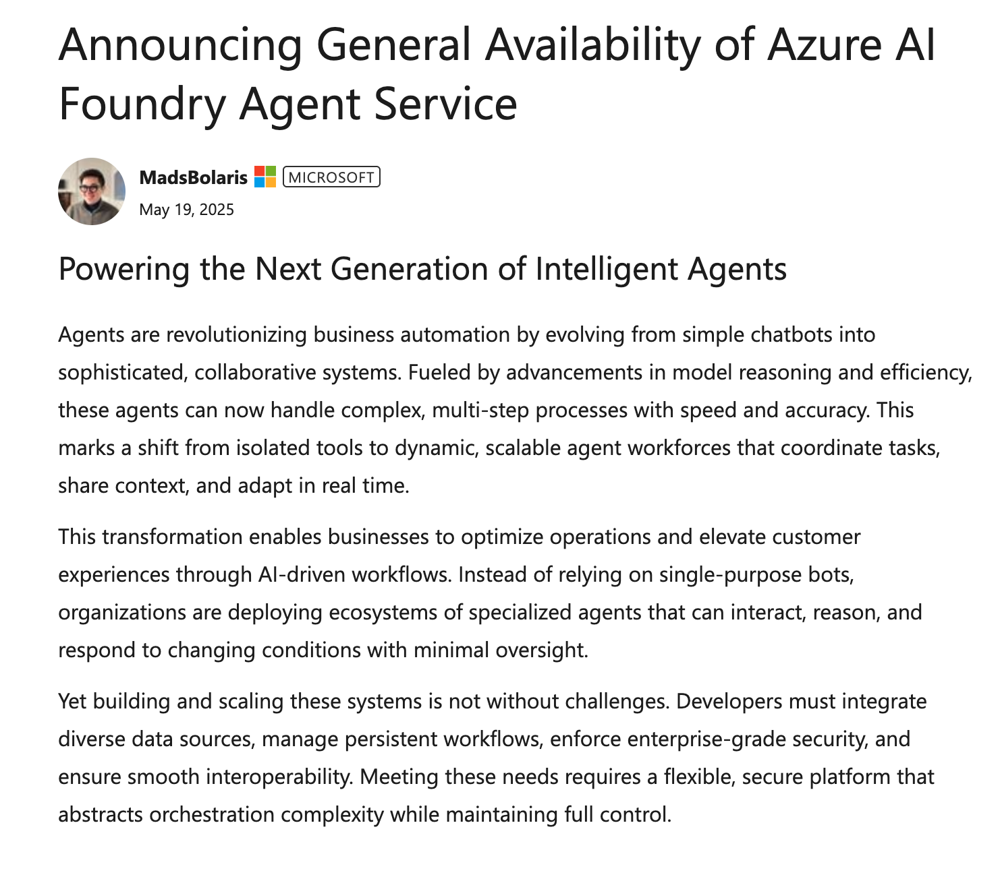 Announcing General Availability of Azure AI
Foundry Agent Service
MadsBolaris MICROSOFT
May 19, 2025
Powering the Next Generation of Intelligent Agents
Agents are revolutionizing business automation by evolving from simple chatbots into
sophisticated, collaborative systems. Fueled by advancements in model reasoning and efficiency,
these agents can now handle complex, multi-step processes with speed and accuracy. This
marks a shift from isolated tools to dynamic, scalable agent workforces that coordinate tasks,
share context, and adapt in real time.
This transformation enables businesses to optimize operations and elevate customer
experiences through AI-driven workflows. Instead of relying on single-purpose bots,
organizations are deploying ecosystems of specialized agents that can interact, reason, and
respond to changing conditions with minimal oversight.
Yet building and scaling these systems is not without challenges. Developers must integrate
diverse data sources, manage persistent workflows, enforce enterprise-grade security, and
ensure smooth interoperability. Meeting these needs requires a flexible, secure platform that
abstracts orchestration complexity while maintaining full control.